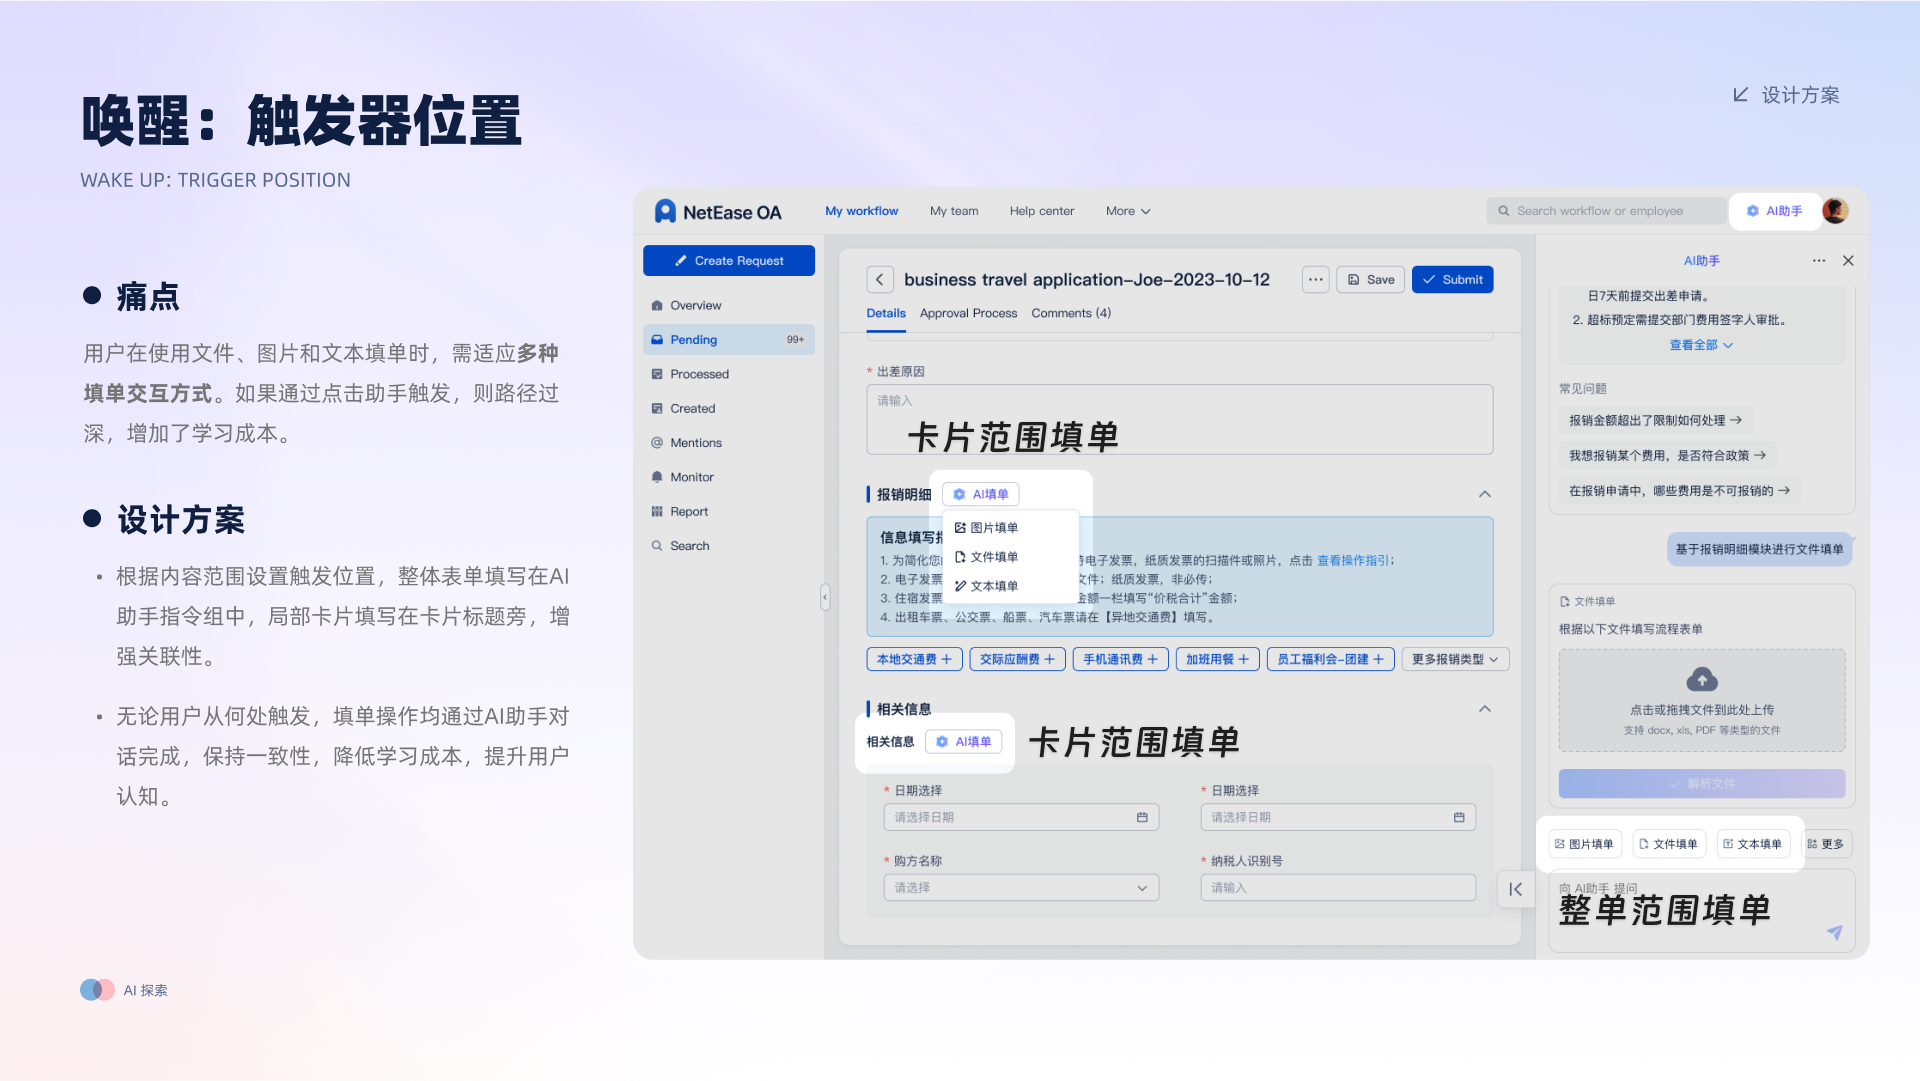 唤醒：触发器位置
WAKE UP: TRIGGER POSITION
设计方案
痛点
用户在使用文件、图片和文本填单时，需适应多种
填单交互方式。如果通过点击助手触发，则路径过
深，增加了学习成本。
设计方案
根据内容范围设置触发位置，整体表单填写在AI
助手指令组中，局部卡片填写在卡片标题旁，增
强关联性。
无论用户从何处触发，填单操作均通过AI助手对
话完成，保持一致性，降低学习成本，提升用户
认知。
AI 探索
NetEase OA
My workflow
My team
Help center
More
Search workflow or employee
AI助手
Create Request
Overview
Pending
99+
Processed
Created
Mentions
Monitor
Report
Search
business travel application-Joe-2023-10-12
Save
Submit
Details
Approval Process
Comments (4)
* 出差原因
请输入
卡片范围填单
报销明细
AI填单
图片填单
文件填单
文本填单
信息填写
1. 为简化您
电子发票，纸质发票的扫描件或照片，点击 查看操作指引；
2. 电子发票
文件；纸质发票，非必传；
3. 住宿发票
金额一栏填写“价税合计”金额；
4. 出租车票、公交票、船票、汽车票请在【异地交通费】填写。
本地交通费
交际应酬费
手机通讯费
加班用餐
员工福利会-团建
更多报销类型
相关信息
相关信息
AI填单
卡片范围填单
* 日期选择
请选择日期
* 日期选择
请选择日期
* 购方名称
请选择
* 纳税人识别号
请输入
AI助手
日7天前提交出差申请。
2. 超标预定需提交部门费用签字人审批。
查看全部
常见问题
报销金额超出了限制如何处理
我想报销某个费用，是否符合政策
在报销申请中，哪些费用是不可报销的
基于报销明细模块进行文件填单
文件填单
根据以下文件填写流程表单
点击或拖拽文件到此处上传
支持 docx, xls, PDF 等类型的文件
解析文件
图片填单
文件填单
文本填单
更多
向 AI助手 提问
整单范围填单